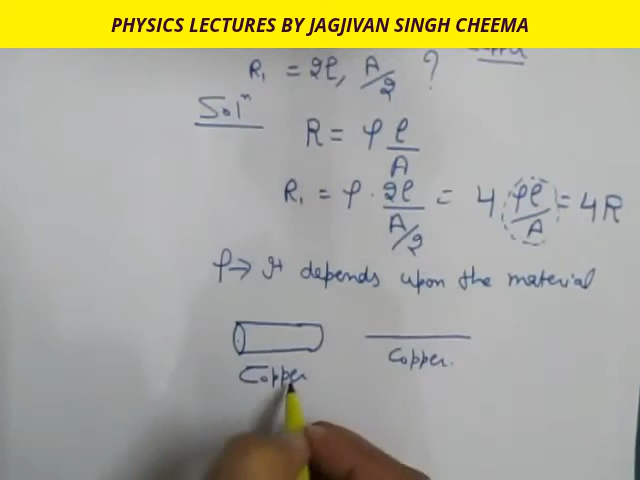 PHYSICS LECTURES BY JAGJIVAN SINGH CHEEMA
R₁ = 2l, A/2 ?
Solⁿ
R = ρ l/A
R₁ = ρ · 2l/A/2 = 4 ρl/A = 4R
ρ → It depends upon the material
Copper Copper.